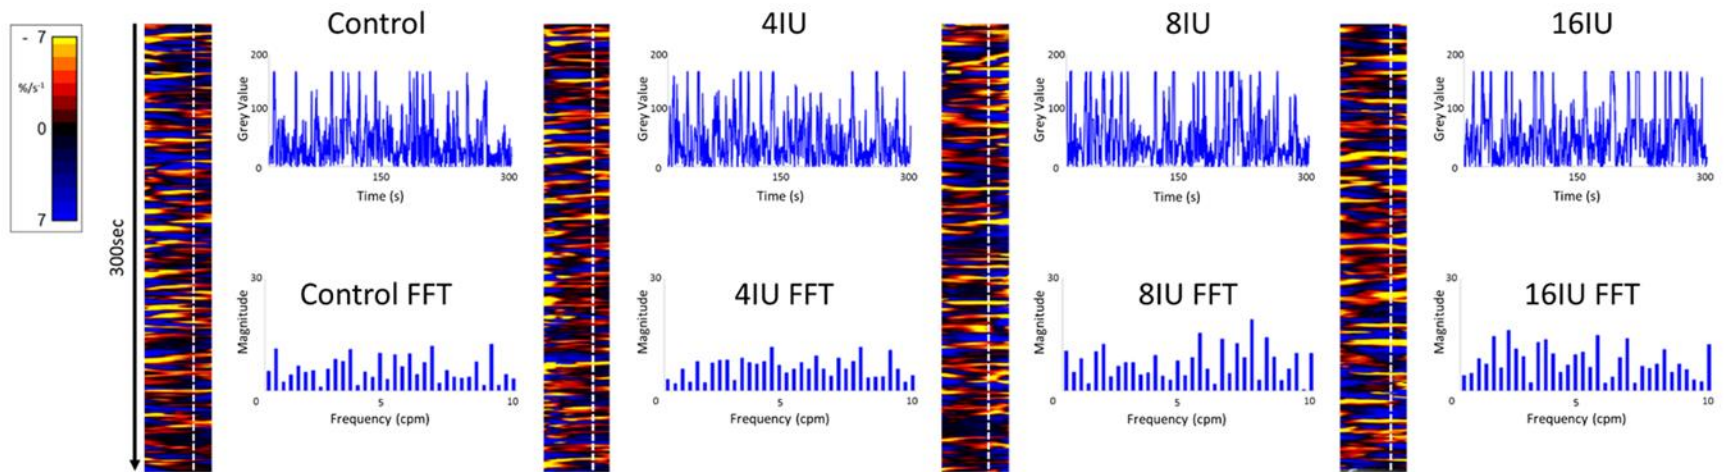 - 7
%/s⁻¹
0
7
300sec
Control
200
100
0
Grey Value
150
300
Time (s)
30
Control FFT
Magnitude
0
5
10
Frequency (cpm)
4IU
200
100
0
Grey Value
150
300
Time (s)
30
4IU FFT
Magnitude
0
5
10
Frequency (cpm)
8IU
200
100
0
Grey Value
150
300
Time (s)
30
8IU FFT
Magnitude
0
5
10
Frequency (cpm)
16IU
200
100
0
Grey Value
150
300
Time (s)
30
16IU FFT
Magnitude
0
5
10
Frequency (cpm)